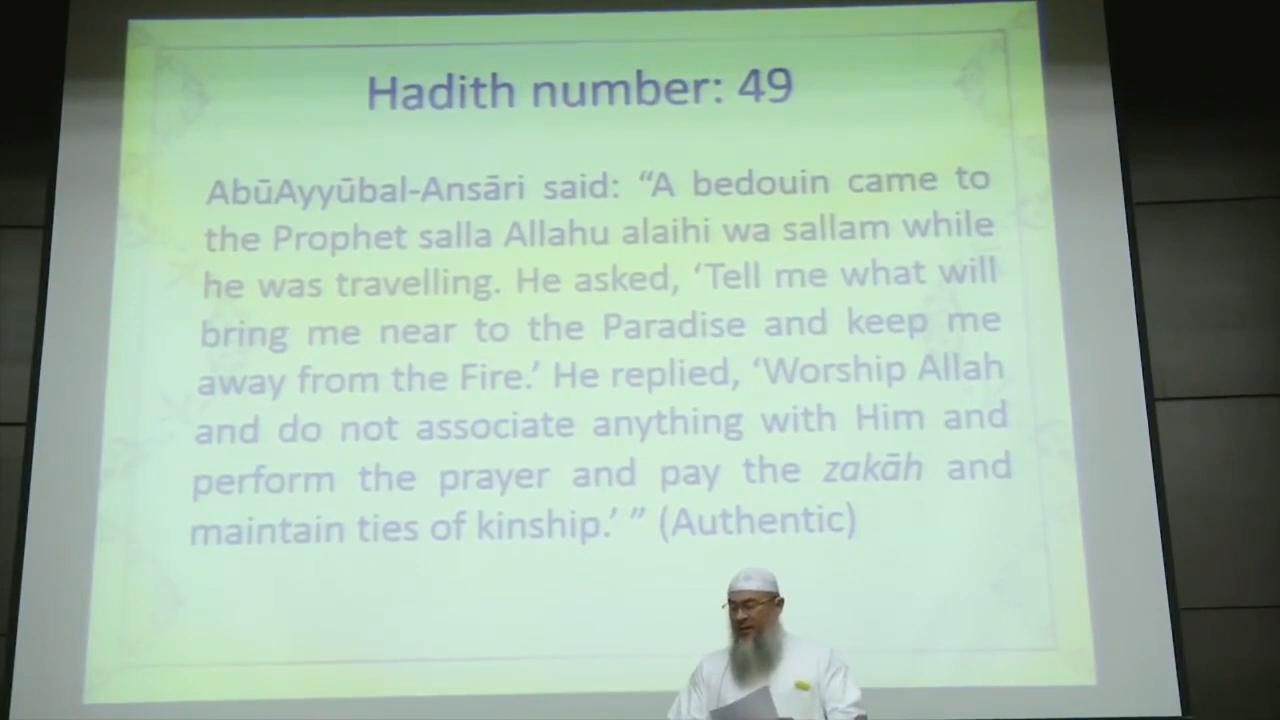 Hadith number: 49
AbūAyyūbal-Ansāri said: “A bedouin came to
the Prophet salla Allahu alaihi wa sallam while
he was travelling. He asked, ‘Tell me what will
bring me near to the Paradise and keep me
away from the Fire.’ He replied, ‘Worship Allah
and do not associate anything with Him and
perform the prayer and pay the zakāh and
maintain ties of kinship.’ ” (Authentic)